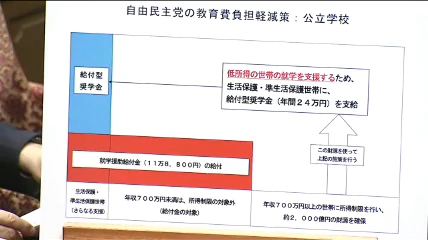 自由民主党の教育費負担軽減策：公立学校
給付型
奨学金
低所得の世帯の就学を支援するため、
生活保護・準生活保護世帯に、
給付型奨学金（年間２４万円）を支給
この財源を使って
上記の施策を行う
就学援助給付金（１１万８，８００円）の給付
生活保護・
準生活保護世帯
（さらなる支援）
年収７００万円未満は、所得制限の対象外
（給付金の対象）
年収７００万円以上の世帯に所得制限を行い、
約２，０００億円の財源を確保